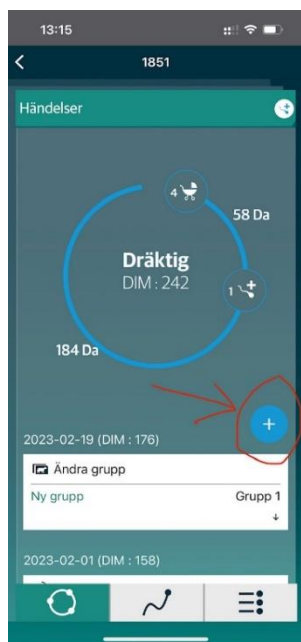 13:15
1851
Händelser
4
58 Da
Dräktig
DIM : 242
1
184 Da
+
2023-02-19 (DIM : 176)
Ändra grupp
Ny grupp Grupp 1
↓
2023-02-01 (DIM : 158)